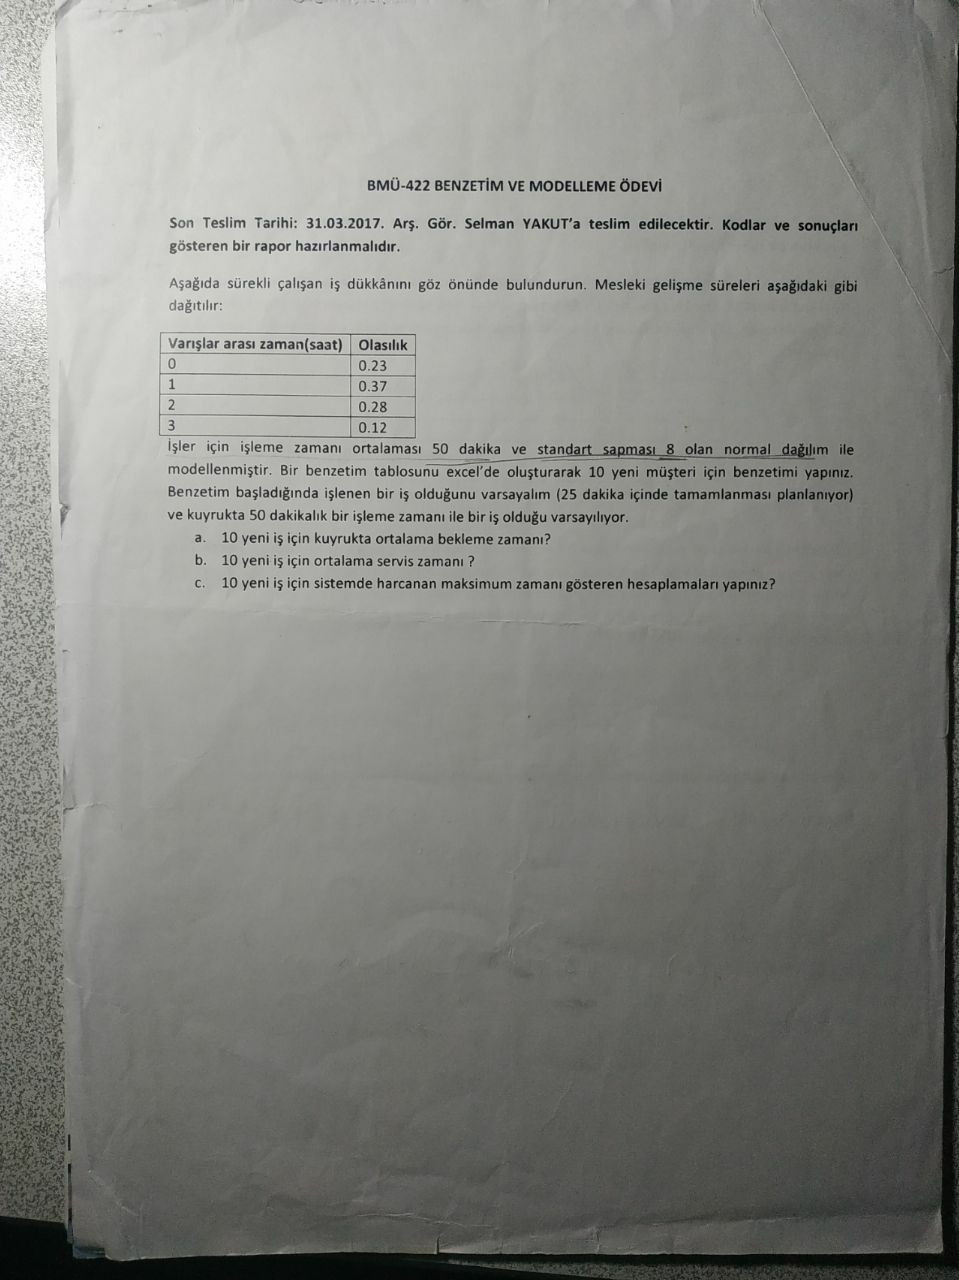 BMÜ-422 BENZETİM VE MODELLEME ÖDEVİ
Son Teslim Tarihi: 31.03.2017. Arş. Gör. Selman YAKUT’a teslim edilecektir. Kodlar ve sonuçları
gösteren bir rapor hazırlanmalıdır.
Aşağıda sürekli çalışan iş dükkânını göz önünde bulundurun. Mesleki gelişme süreleri aşağıdaki gibi
dağıtılır:
Varışlar arası zaman(saat) Olasılık
0 0.23
1 0.37
2 0.28
3 0.12
İşler için işleme zamanı ortalaması 50 dakika ve standart sapması 8 olan normal dağılım ile
modellenmiştir. Bir benzetim tablosunu excel’de oluşturarak 10 yeni müşteri için benzetimi yapınız.
Benzetim başladığında işlenen bir iş olduğunu varsayalım (25 dakika içinde tamamlanması planlanıyor)
ve kuyrukta 50 dakikalık bir işleme zamanı ile bir iş olduğu varsayılıyor.
a. 10 yeni iş için kuyrukta ortalama bekleme zamanı?
b. 10 yeni iş için ortalama servis zamanı ?
c. 10 yeni iş için sistemde harcanan maksimum zamanı gösteren hesaplamaları yapınız?